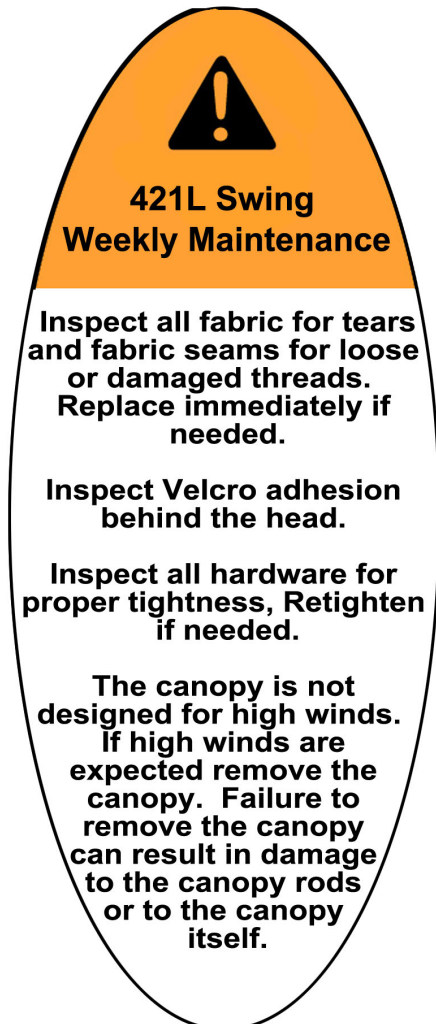 421L Swing
Weekly Maintenance
Inspect all fabric for tears
and fabric seams for loose
or damaged threads.
Replace immediately if
needed.
Inspect Velcro adhesion
behind the head.
Inspect all hardware for
proper tightness, Retighten
if needed.
The canopy is not
designed for high winds.
If high winds are
expected remove the
canopy.  Failure to
remove the canopy
can result in damage
to the canopy rods
or to the canopy
itself.